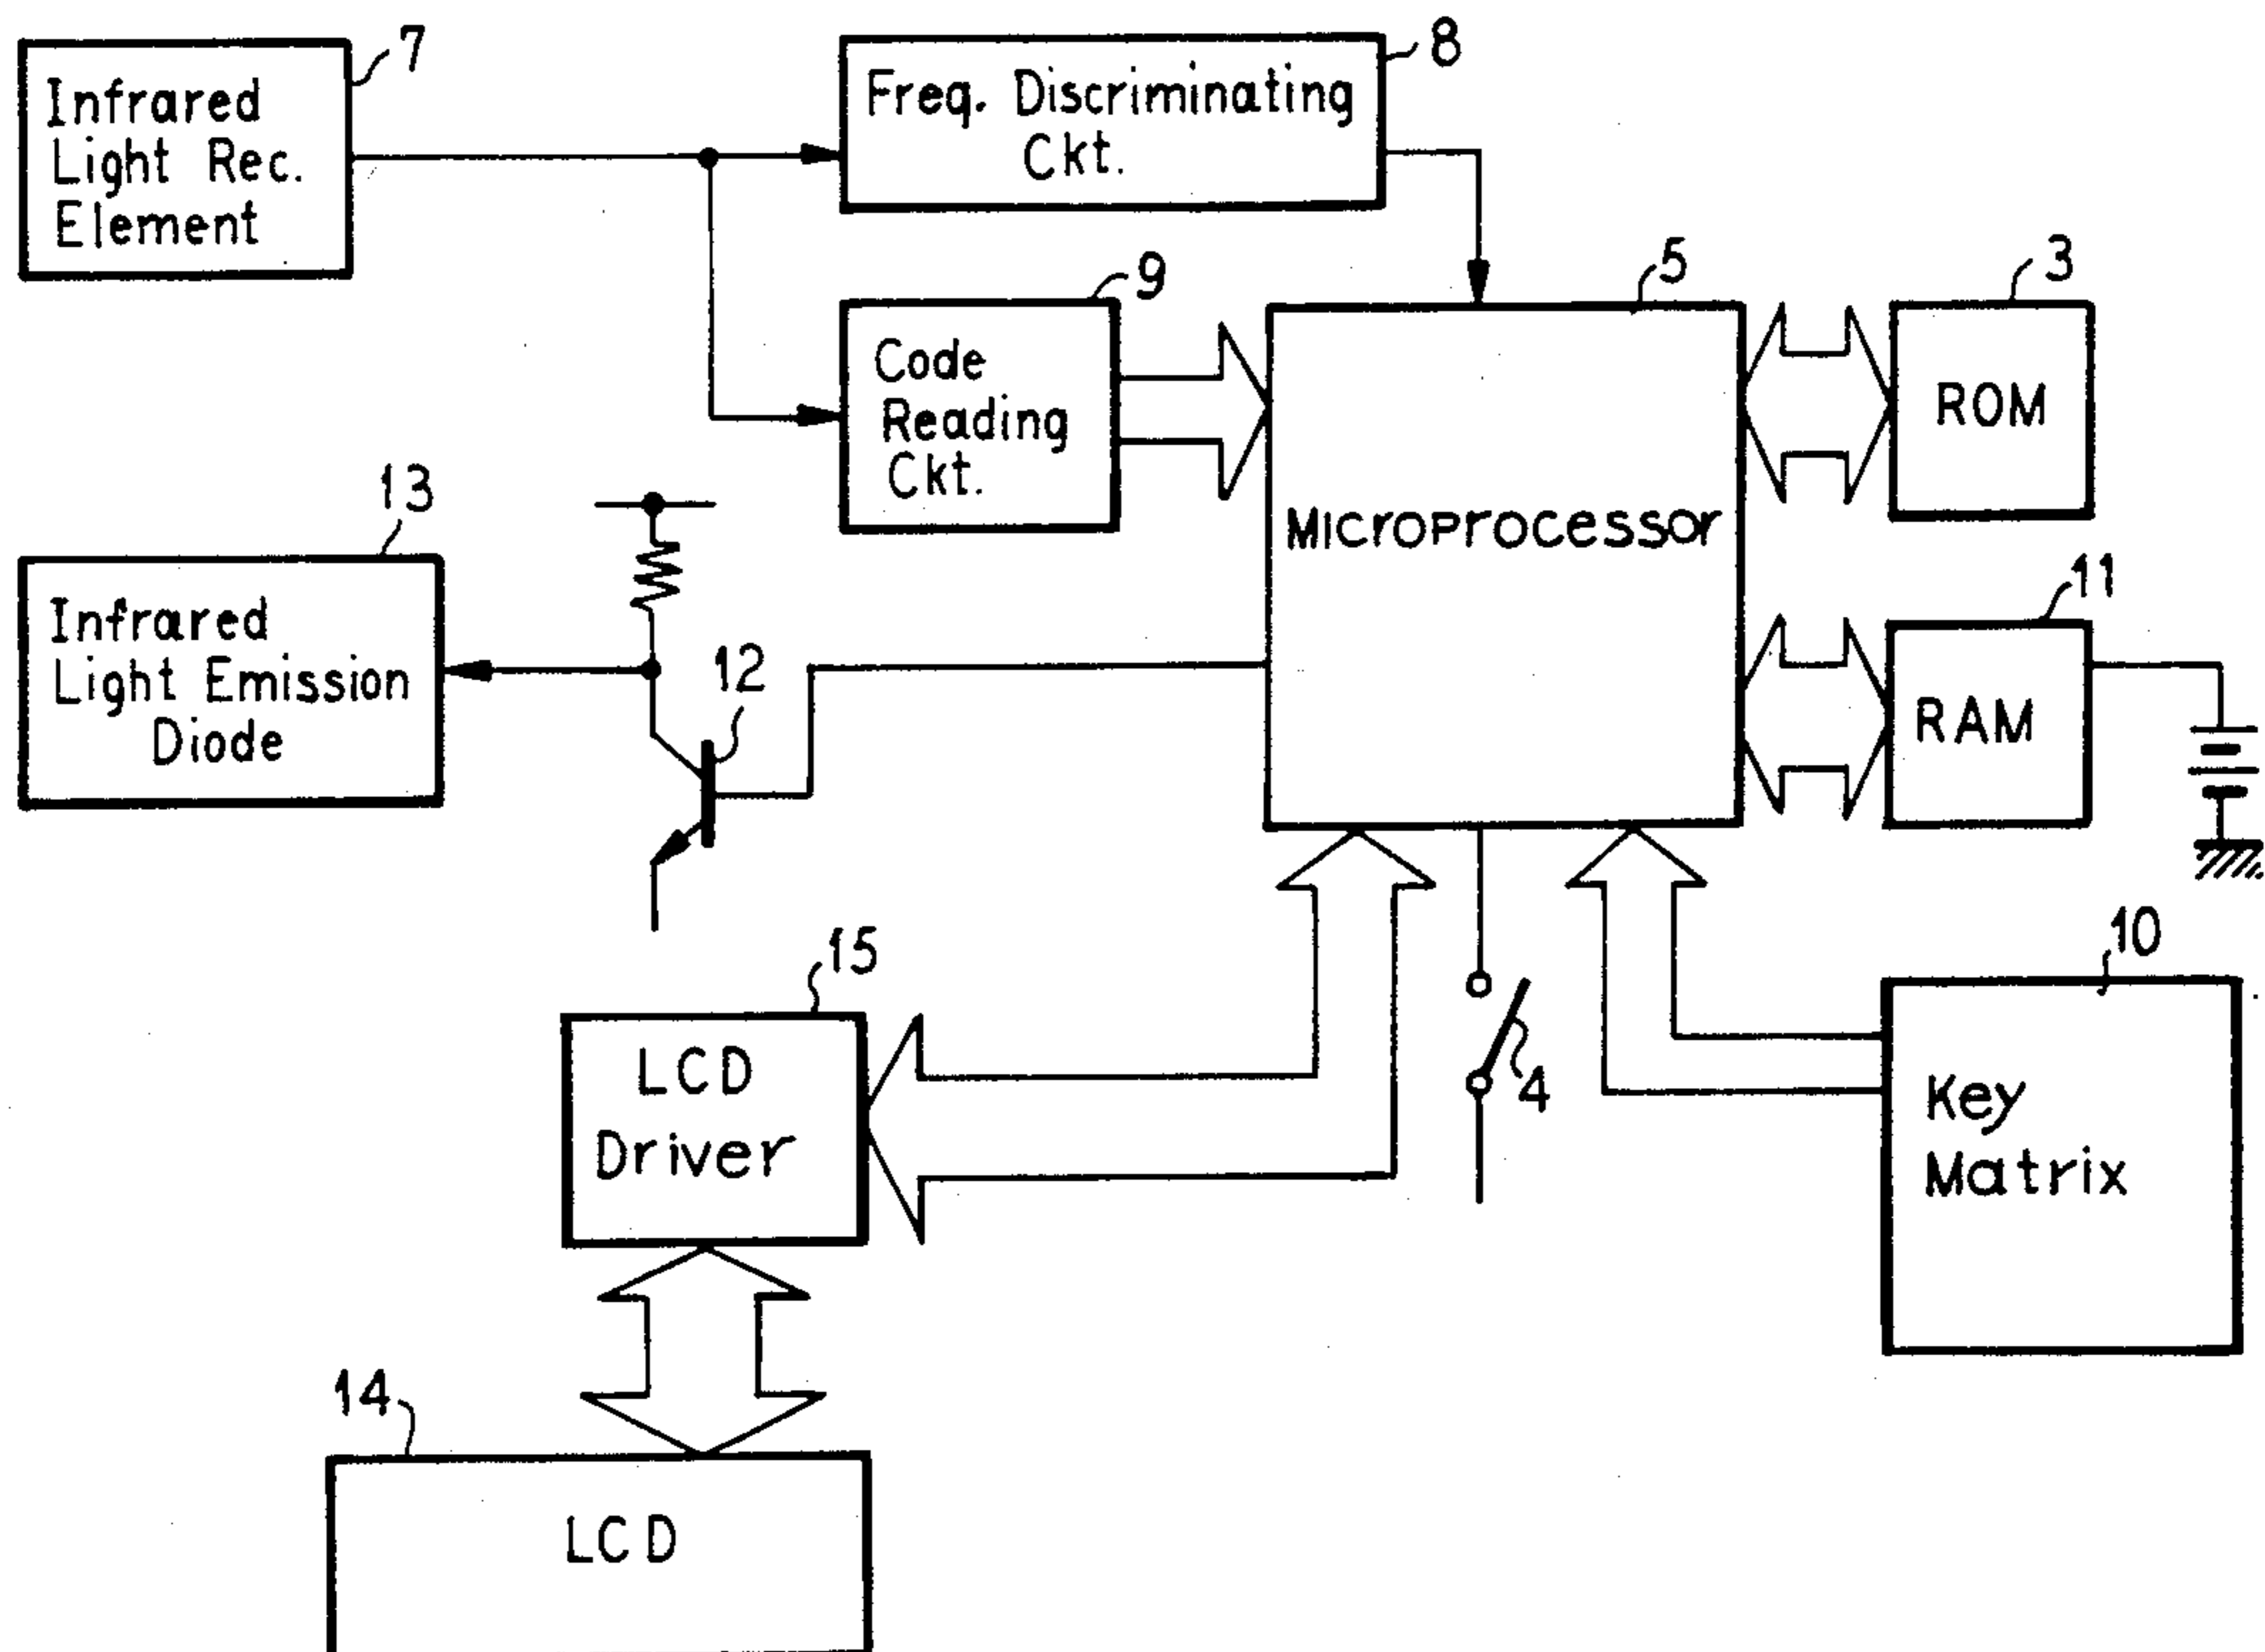 7
Infrared
Light Rec.
Element
8
Freq. Discriminating
Ckt.
9
Code
Reading
Ckt.
5
Microprocessor
3
ROM
13
Infrared
Light Emission
Diode
12
11
RAM
15
LCD
Driver
4
10
Key
Matrix
14
LCD